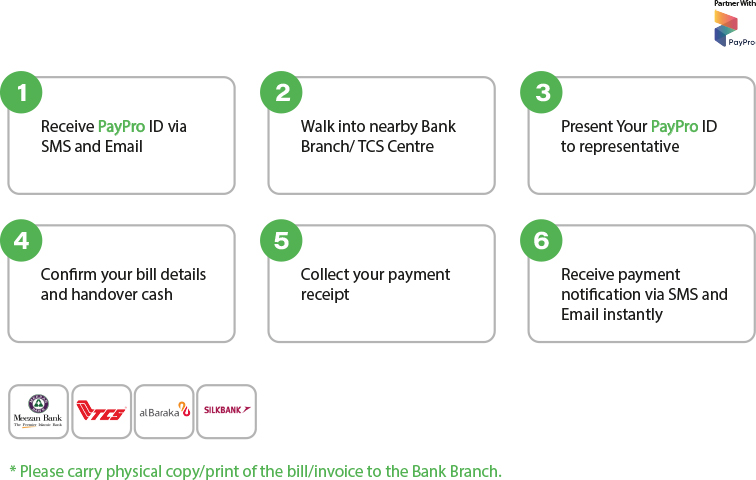 Partner With
PayPro
1
Receive PayPro ID via
SMS and Email
2
Walk into nearby Bank
Branch/ TCS Centre
3
Present Your PayPro ID
to representative
4
Confirm your bill details
and handover cash
5
Collect your payment
receipt
6
Receive payment
notification via SMS and
Email instantly
Meezan Bank
The Premier Islamic Bank
TCS
alBaraka
SILKBANK
* Please carry physical copy/print of the bill/invoice to the Bank Branch.